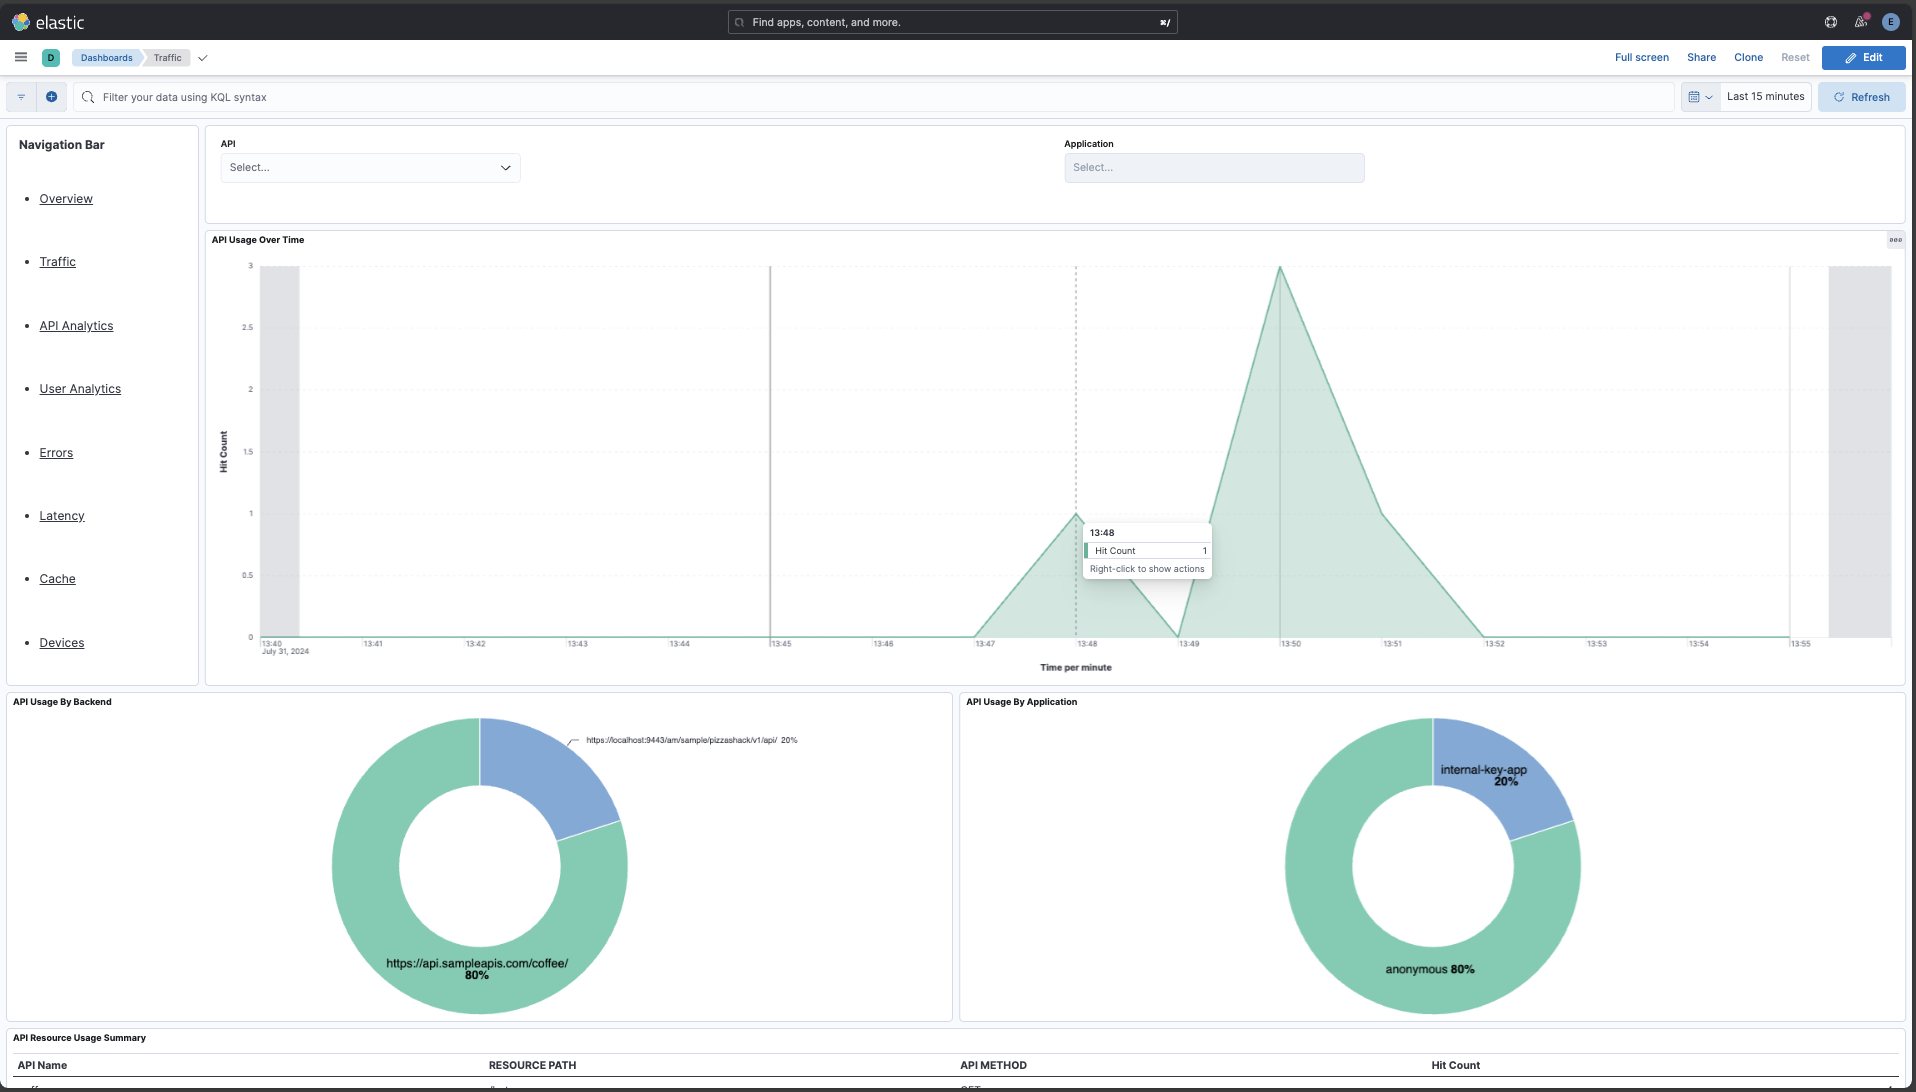 elastic
Find apps, content, and more.
⌘/
E
D
Dashboards
Traffic
Full screen
Share
Clone
Reset
Edit
Filter your data using KQL syntax
Last 15 minutes
Refresh
Navigation Bar
• Overview
• Traffic
• API Analytics
• User Analytics
• Errors
• Latency
• Cache
• Devices
API
Select...
Application
Select...
API Usage Over Time
3
2.5
2
1.5
1
0.5
0
Hit Count
13:48
Hit Count 1
Right-click to show actions
13:40 13:41 13:42 13:43 13:44 13:45 13:46 13:47 13:48 13:49 13:50 13:51 13:52 13:53 13:54 13:55
July 31, 2024
Time per minute
API Usage By Backend
https://localhost:9443/am/sample/pizzashack/v1/api/ 20%
https://api.sampleapis.com/coffee/
80%
API Usage By Application
internal-key-app
20%
anonymous 80%
API Resource Usage Summary
API Name RESOURCE PATH API METHOD Hit Count